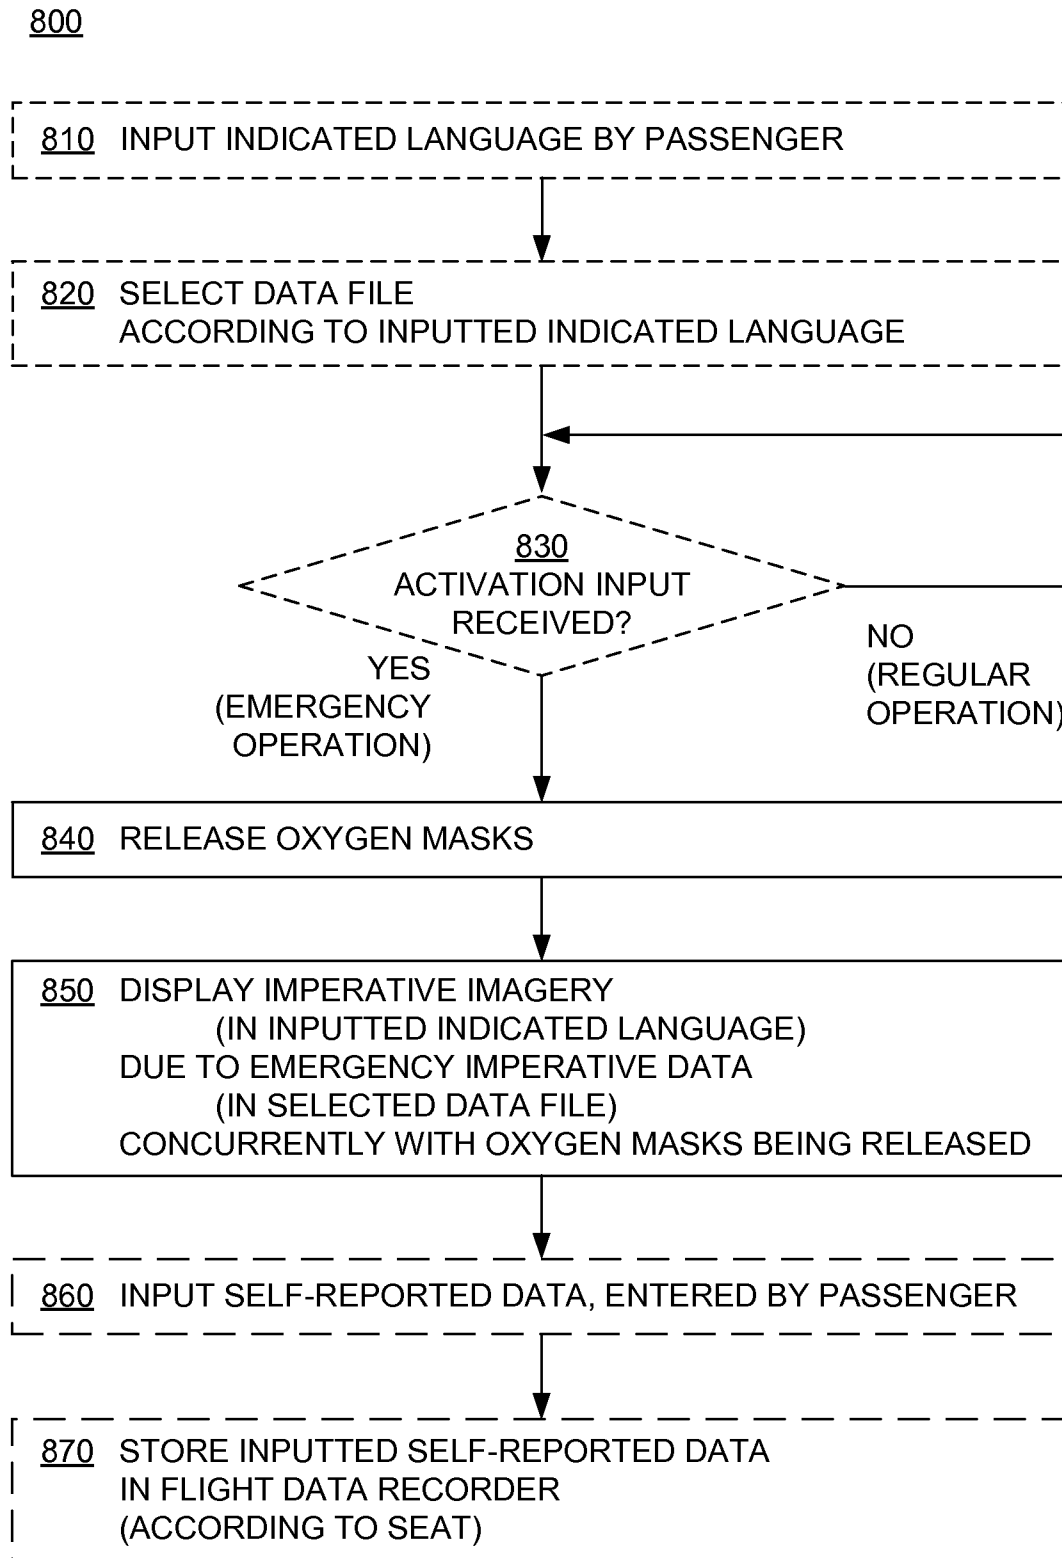 800
810 INPUT INDICATED LANGUAGE BY PASSENGER
820 SELECT DATA FILE
ACCORDING TO INPUTTED INDICATED LANGUAGE
830
ACTIVATION INPUT
RECEIVED?
YES
(EMERGENCY
OPERATION)
NO
(REGULAR
OPERATION)
840 RELEASE OXYGEN MASKS
850 DISPLAY IMPERATIVE IMAGERY
(IN INPUTTED INDICATED LANGUAGE)
DUE TO EMERGENCY IMPERATIVE DATA
(IN SELECTED DATA FILE)
CONCURRENTLY WITH OXYGEN MASKS BEING RELEASED
860 INPUT SELF-REPORTED DATA, ENTERED BY PASSENGER
870 STORE INPUTTED SELF-REPORTED DATA
IN FLIGHT DATA RECORDER
(ACCORDING TO SEAT)